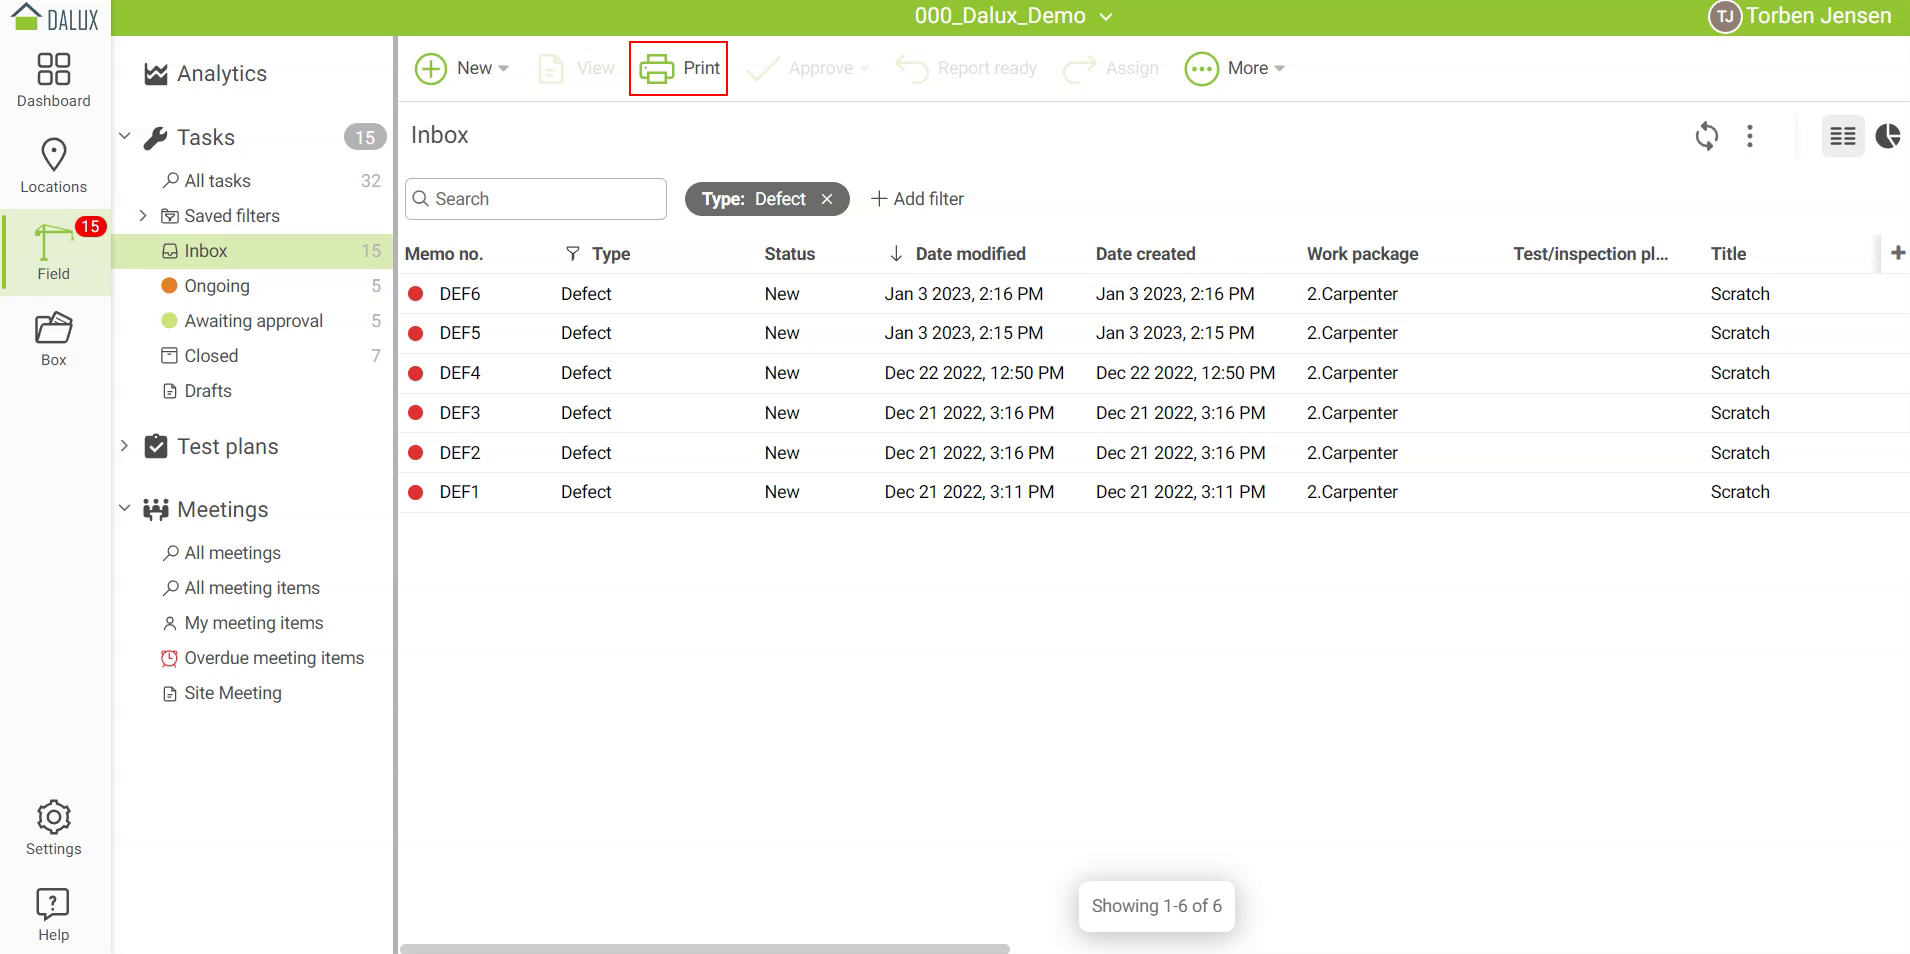 DALUX
000_Dalux_Demo
TJ Torben Jensen
Dashboard
Locations
15
Field
Box
Settings
Help
Analytics
Tasks 15
All tasks 32
Saved filters
Inbox 15
Ongoing 5
Awaiting approval 5
Closed 7
Drafts
Test plans
Meetings
All meetings
All meeting items
My meeting items
Overdue meeting items
Site Meeting
New View Print Approve Report ready Assign More
Inbox
Search Type: Defect × + Add filter
Memo no. Type Status Date modified Date created Work package Test/inspection pl... Title +
DEF6 Defect New Jan 3 2023, 2:16 PM Jan 3 2023, 2:16 PM 2.Carpenter Scratch
DEF5 Defect New Jan 3 2023, 2:15 PM Jan 3 2023, 2:15 PM 2.Carpenter Scratch
DEF4 Defect New Dec 22 2022, 12:50 PM Dec 22 2022, 12:50 PM 2.Carpenter Scratch
DEF3 Defect New Dec 21 2022, 3:16 PM Dec 21 2022, 3:16 PM 2.Carpenter Scratch
DEF2 Defect New Dec 21 2022, 3:16 PM Dec 21 2022, 3:16 PM 2.Carpenter Scratch
DEF1 Defect New Dec 21 2022, 3:11 PM Dec 21 2022, 3:11 PM 2.Carpenter Scratch
Showing 1-6 of 6